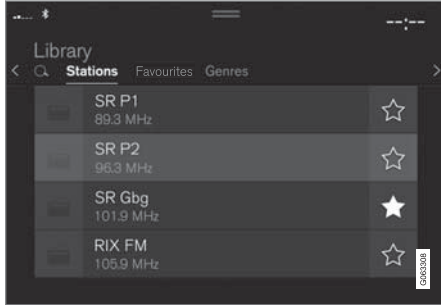 --:--
Library
Stations Favourites Genres
SR P1
89.3 MHz
SR P2
96.3 MHz
SR Gbg
101.9 MHz
RIX FM
105.9 MHz
G063308